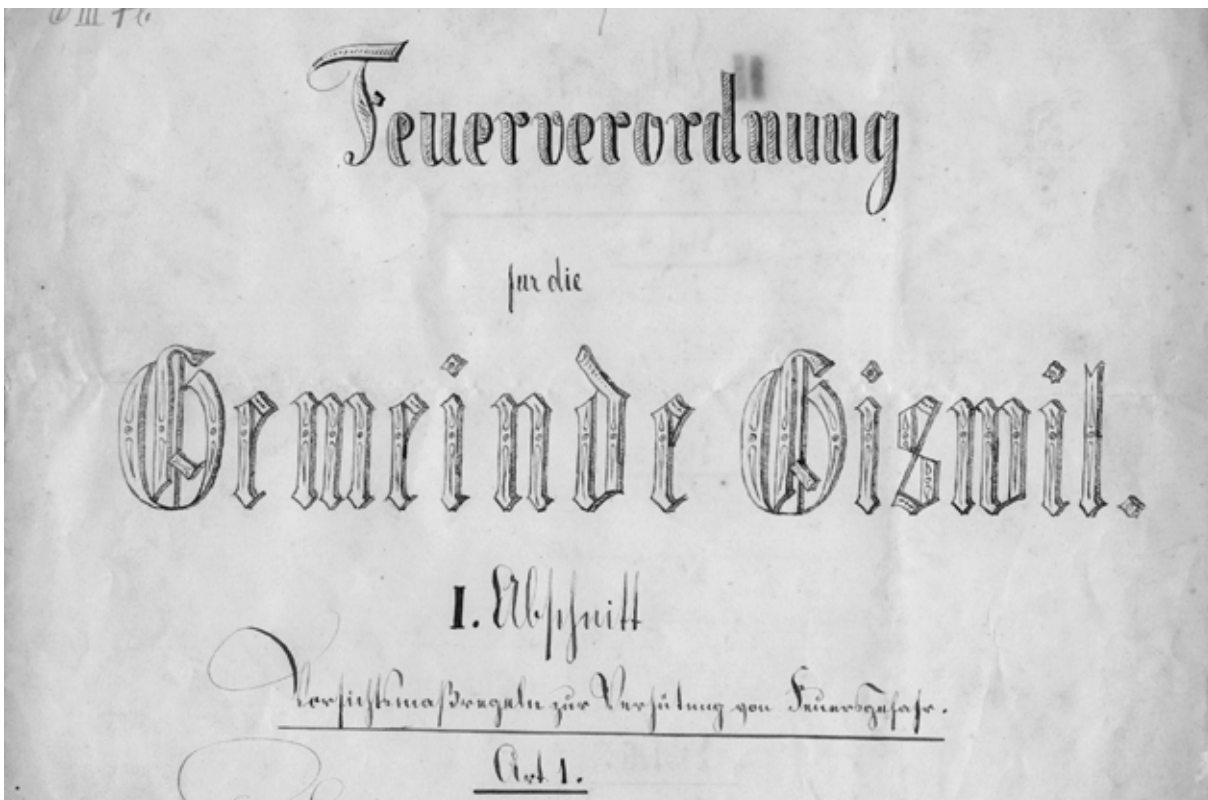 Feuerverordnung
für die
Gemeinde Giswil.
I. Abschnitt
Vorsichtsmaßregeln zur Verhütung von Feuersgefahr.
Art. 1.